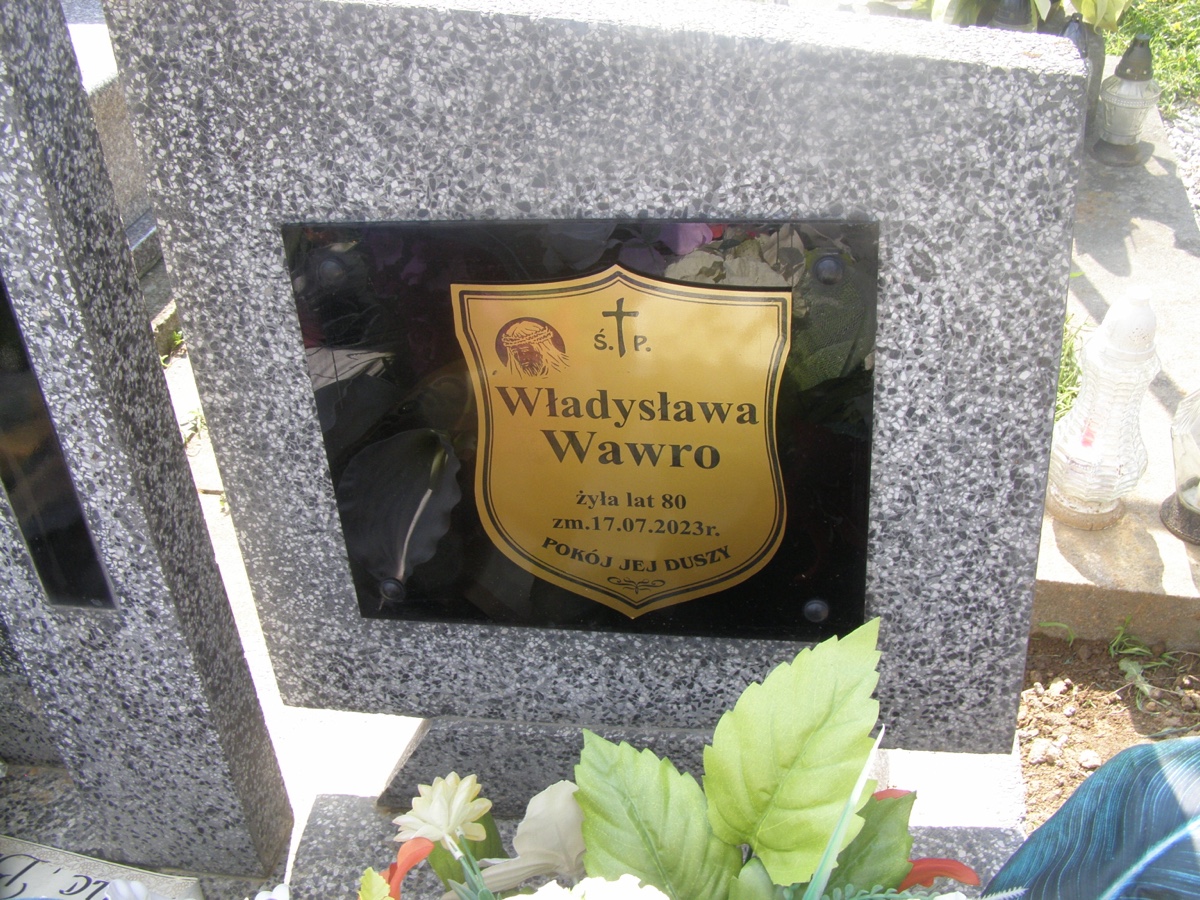 Ś. P.
Władysława
Wawro
żyła lat 80
zm.17.07.2023r.
POKÓJ JEJ DUSZY